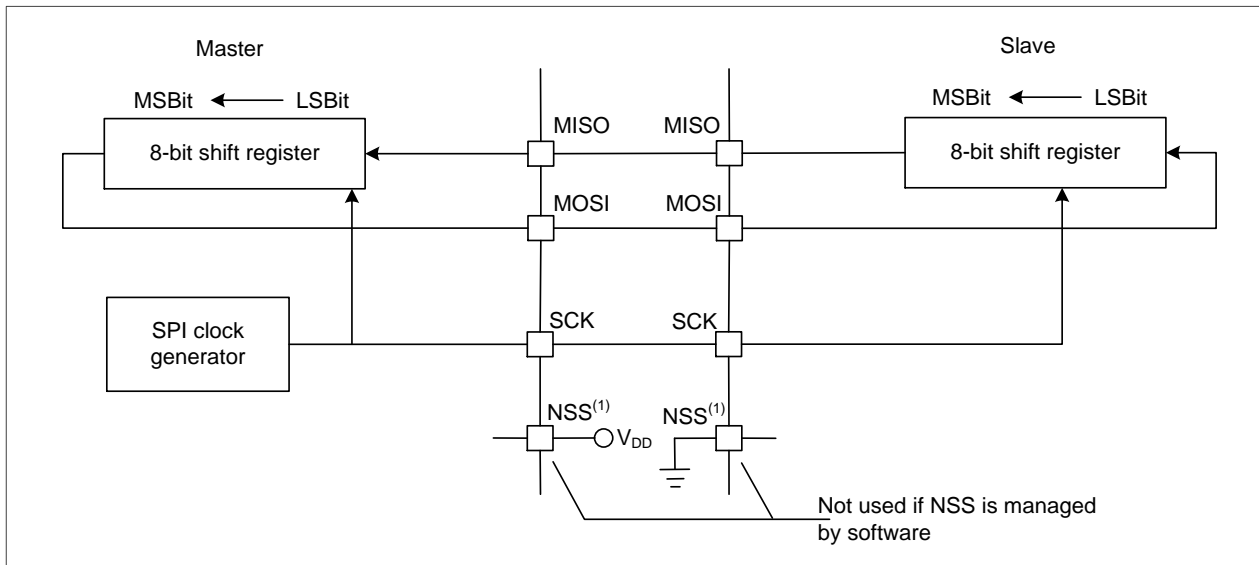 Master
Slave
MSBit
LSBit
MSBit
LSBit
8-bit shift register
MISO
MISO
8-bit shift register
MOSI
MOSI
SPI clock
generator
SCK
SCK
NSS(1)
VDD
NSS(1)
Not used if NSS is managed
by software